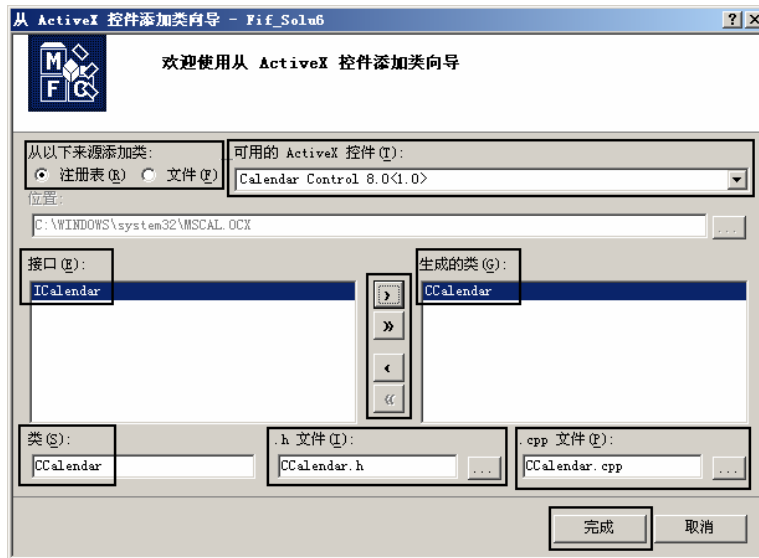 从 ActiveX 控件添加类向导 - Fif_Solu6
MFC
欢迎使用从 ActiveX 控件添加类向导
从以下来源添加类:
可用的 ActiveX 控件(T):
注册表(R) 文件(F)
Calendar Control 8.0<1.0>
位置:
C:\WINDOWS\system32\MSCAL.OCX
...
接口(E):
生成的类(G):
ICalendar
CCalendar
>
»
<
«
类(S):
.h 文件(I):
.cpp 文件(P):
CCalendar
CCalendar.h
...
CCalendar.cpp
...
完成
取消